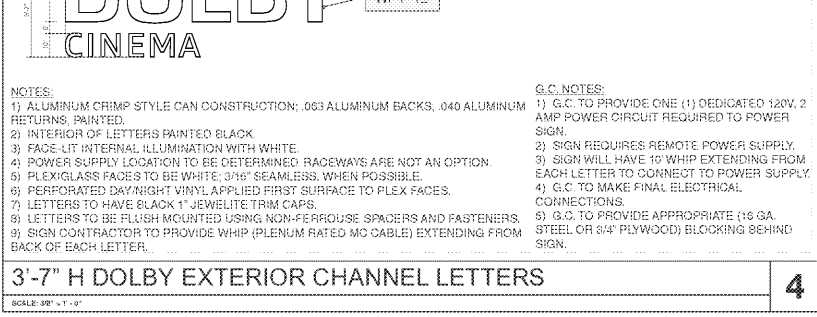 DOLBY
CINEMA
NOTES:
1) ALUMINUM CRIMP STYLE CAN CONSTRUCTION; .063 ALUMINUM BACKS, .040 ALUMINUM
RETURNS, PAINTED.
2) INTERIOR OF LETTERS PAINTED BLACK
3) FACE-LIT INTERNAL ILLUMINATION WITH WHITE.
4) POWER SUPPLY LOCATION TO BE DETERMINED RACEWAYS ARE NOT AN OPTION.
5) PLEXIGLASS FACES TO BE WHITE; 3/16" SEAMLESS, WHEN POSSIBLE.
6) PERFORATED DAY/NIGHT VINYL APPLIED FIRST SURFACE TO PLEX FACES.
7) LETTERS TO HAVE BLACK 1" JEWELITE TRIM CAPS.
8) LETTERS TO BE FLUSH MOUNTED USING NON-FERROUSE SPACERS AND FASTENERS.
9) SIGN CONTRACTOR TO PROVIDE WHIP (PLENUM RATED MC CABLE) EXTENDING FROM
BACK OF EACH LETTER.
G.C. NOTES:
1) G.C. TO PROVIDE ONE (1) DEDICATED 120V, 2
AMP POWER CIRCUIT REQUIRED TO POWER
SIGN.
2) SIGN REQUIRES REMOTE POWER SUPPLY.
3) SIGN WILL HAVE 10' WHIP EXTENDING FROM
EACH LETTER TO CONNECT TO POWER SUPPLY.
4) G.C. TO MAKE FINAL ELECTRICAL
CONNECTIONS.
5) G.C. TO PROVIDE APPROPRIATE (16 GA.
STEEL OR 3/4" PLYWOOD) BLOCKING BEHIND
SIGN.
3'-7" H DOLBY EXTERIOR CHANNEL LETTERS
4
SCALE: 3/8" = 1' - 0"